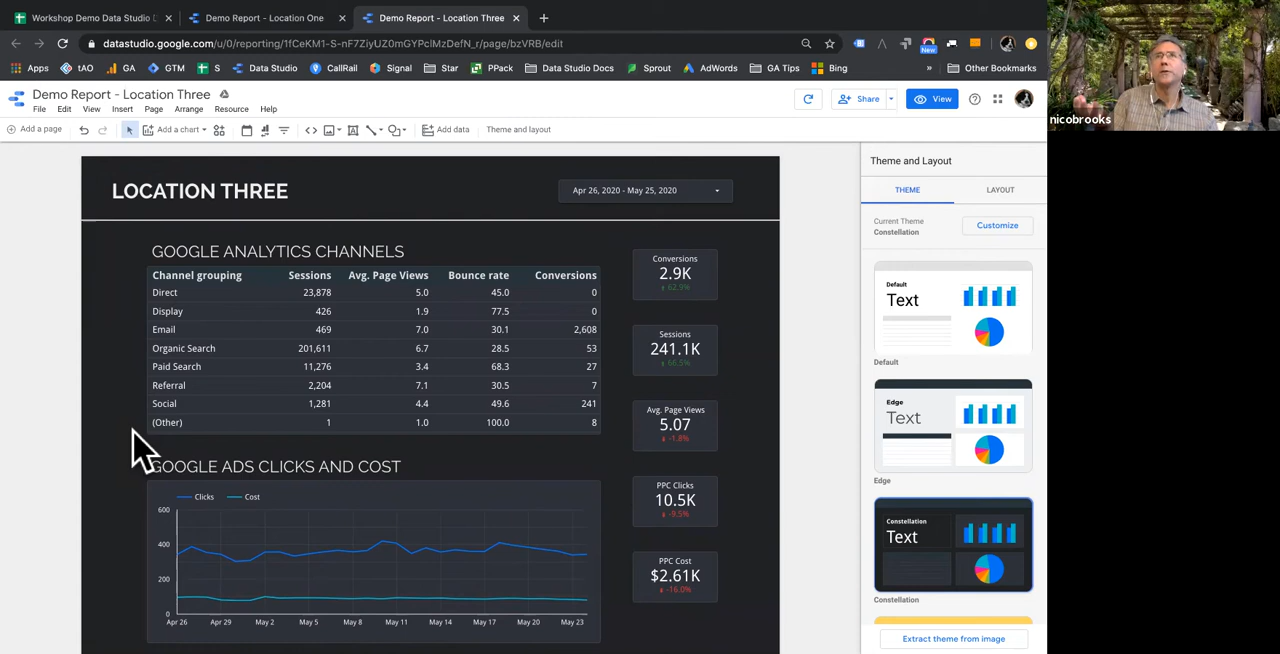 Workshop Demo Data Studio
Demo Report - Location One
Demo Report - Location Three
datastudio.google.com/u/0/reporting/1fCeKM1-S-nF7ZiyUZ0mGYPclMzDefN_r/page/bzVRB/edit
New
Apps
tAO
GA
GTM
S
Data Studio
CallRail
Signal
Star
PPack
Data Studio Docs
Sprout
AdWords
GA Tips
Bing
»
Other Bookmarks
nicobrooks
Demo Report - Location Three
File Edit View Insert Page Arrange Resource Help
Share
View
Add a page
Add a chart
Add data
Theme and layout
LOCATION THREE
Apr 26, 2020 - May 25, 2020
GOOGLE ANALYTICS CHANNELS
Channel grouping Sessions Avg. Page Views Bounce rate Conversions
Direct 23,878 5.0 45.0 0
Display 426 1.9 77.5 0
Email 469 7.0 30.1 2,608
Organic Search 201,611 6.7 28.5 53
Paid Search 11,276 3.4 68.3 27
Referral 2,204 7.1 30.5 7
Social 1,281 4.4 49.6 241
(Other) 1 1.0 100.0 8
Conversions
2.9K
62.9%
Sessions
241.1K
66.5%
Avg. Page Views
5.07
-1.8%
PPC Clicks
10.5K
-9.5%
PPC Cost
$2.61K
-16.0%
GOOGLE ADS CLICKS AND COST
Clicks Cost
600
400
200
0
Apr 26 Apr 29 May 2 May 5 May 8 May 11 May 14 May 17 May 20 May 23
Theme and Layout
THEME LAYOUT
Current Theme
Constellation
Customize
Default
Text
Default
Edge
Text
Edge
Constellation
Text
Constellation
Extract theme from image